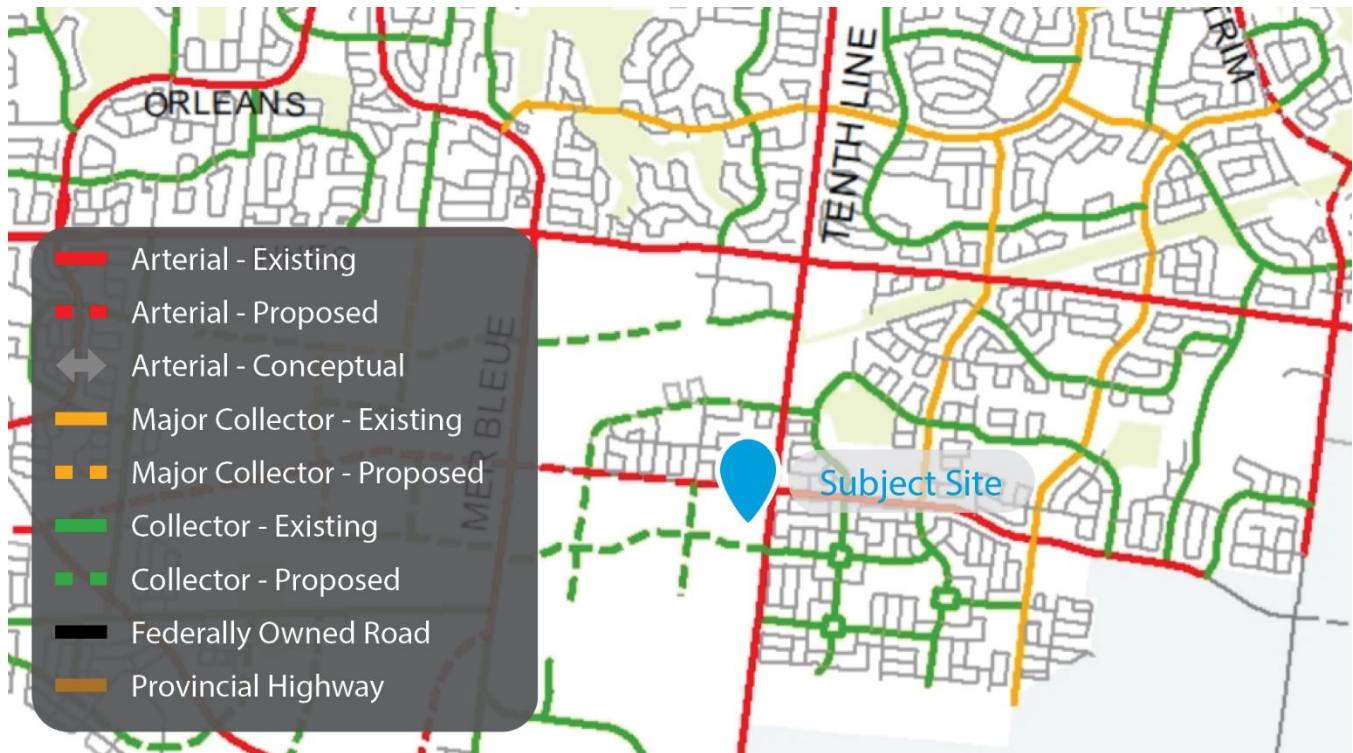 ORLEANS
TENTH LINE
TRIM
MER BLEUE
Arterial - Existing
Arterial - Proposed
Arterial - Conceptual
Major Collector - Existing
Major Collector - Proposed
Collector - Existing
Collector - Proposed
Federally Owned Road
Provincial Highway
Subject Site